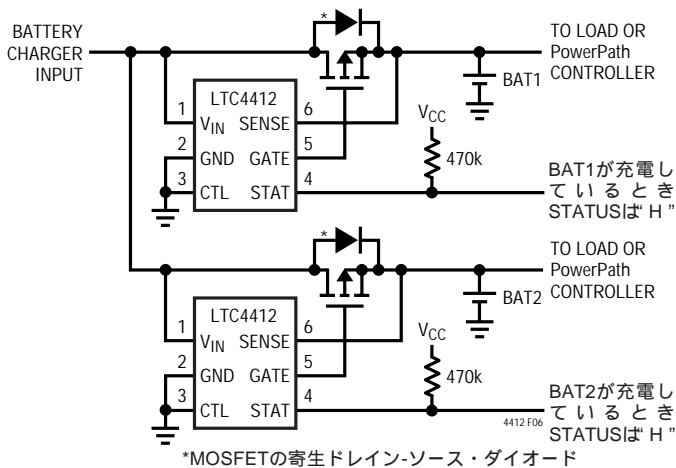 BATTERY
CHARGER
INPUT
*
TO LOAD OR
PowerPath
CONTROLLER
BAT1
LTC4412
1
VIN SENSE
6
2
GND GATE
5
3
CTL STAT
4
VCC
470k
BAT1が充電し
ているとき
STATUSは“H”
*
TO LOAD OR
PowerPath
CONTROLLER
BAT2
LTC4412
1
VIN SENSE
6
2
GND GATE
5
3
CTL STAT
4
VCC
470k
4412 F06
BAT2が充電し
ているとき
STATUSは“H”
*MOSFETの寄生ドレイン-ソース・ダイオード